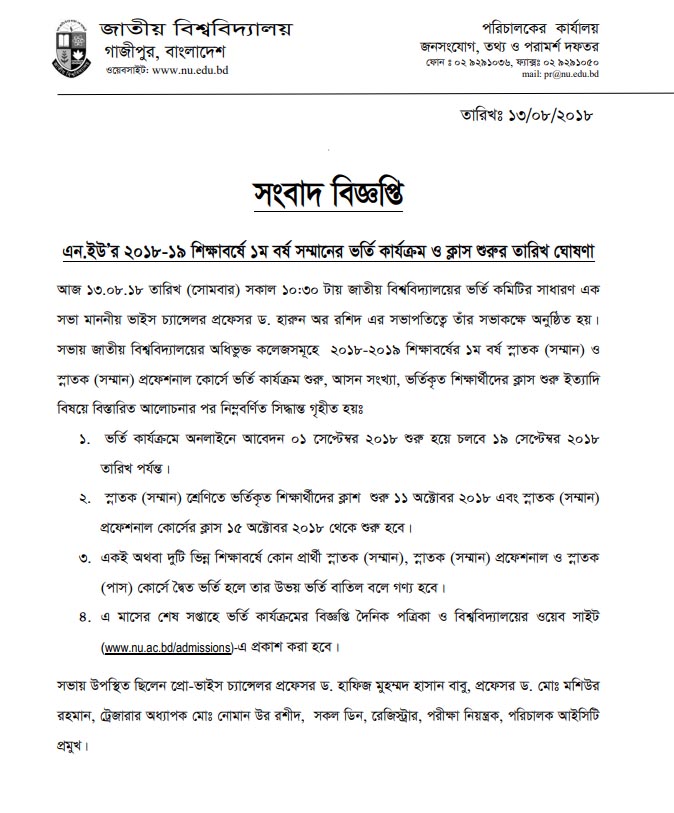 জাতীয় বিশ্ববিদ্যালয়
গাজীপুর, বাংলাদেশ
ওয়েবসাইট: www.nu.edu.bd
পরিচালকের কার্যালয়
জনসংযোগ, তথ্য ও পরামর্শ দফতর
ফোন ঃ ০২ ৯২৯১০৩৬, ফ্যাক্সঃ ০২ ৯২৯১০৫০
mail: pr@nu.edu.bd
তারিখঃ ১৩/০৮/২০১৮
সংবাদ বিজ্ঞপ্তি
এন.ইউ’র ২০১৮-১৯ শিক্ষাবর্ষে ১ম বর্ষ সম্মানের ভর্তি কার্যক্রম ও ক্লাস শুরুর তারিখ ঘোষণা
আজ ১৩.০৮.১৮ তারিখ (সোমবার) সকাল ১০:৩০ টায় জাতীয় বিশ্ববিদ্যালয়ের ভর্তি কমিটির সাধারণ এক
সভা মাননীয় ভাইস চ্যান্সেলর প্রফেসর ড. হারুন অর রশিদ এর সভাপতিত্বে তাঁর সভাকক্ষে অনুষ্ঠিত হয়।
সভায় জাতীয় বিশ্ববিদ্যালয়ের অধিভুক্ত কলেজসমূহে ২০১৮-২০১৯ শিক্ষাবর্ষের ১ম বর্ষ স্নাতক (সম্মান) ও
স্নাতক (সম্মান) প্রফেশনাল কোর্সে ভর্তি কার্যক্রম শুরু, আসন সংখ্যা, ভর্তিকৃত শিক্ষার্থীদের ক্লাস শুরু ইত্যাদি
বিষয়ে বিস্তারিত আলোচনার পর নিম্নবর্ণিত সিদ্ধান্ত গৃহীত হয়ঃ
১. ভর্তি কার্যক্রমে অনলাইনে আবেদন ০১ সেপ্টেম্বর ২০১৮ শুরু হয়ে চলবে ১৯ সেপ্টেম্বর ২০১৮
তারিখ পর্যন্ত।
২. স্নাতক (সম্মান) শ্রেণিতে ভর্তিকৃত শিক্ষার্থীদের ক্লাশ শুরু ১১ অক্টোবর ২০১৮ এবং স্নাতক (সম্মান)
প্রফেশনাল কোর্সের ক্লাস ১৫ অক্টোবর ২০১৮ থেকে শুরু হবে।
৩. একই অথবা দুটি ভিন্ন শিক্ষাবর্ষে কোন প্রার্থী স্নাতক (সম্মান), স্নাতক (সম্মান) প্রফেশনাল ও স্নাতক
(পাস) কোর্সে দ্বৈত ভর্তি হলে তার উভয় ভর্তি বাতিল বলে গণ্য হবে।
৪. এ মাসের শেষ সপ্তাহে ভর্তি কার্যক্রমের বিজ্ঞপ্তি দৈনিক পত্রিকা ও বিশ্ববিদ্যালয়ের ওয়েব সাইট
(www.nu.ac.bd/admissions)-এ প্রকাশ করা হবে।
সভায় উপস্থিত ছিলেন প্রো-ভাইস চ্যান্সেলর প্রফেসর ড. হাফিজ মুহম্মদ হাসান বাবু, প্রফেসর ড. মোঃ মশিউর
রহমান, ট্রেজারার অধ্যাপক মোঃ নোমান উর রশীদ, সকল ডিন, রেজিস্ট্রার, পরীক্ষা নিয়ন্ত্রক, পরিচালক আইসিটি
প্রমুখ।